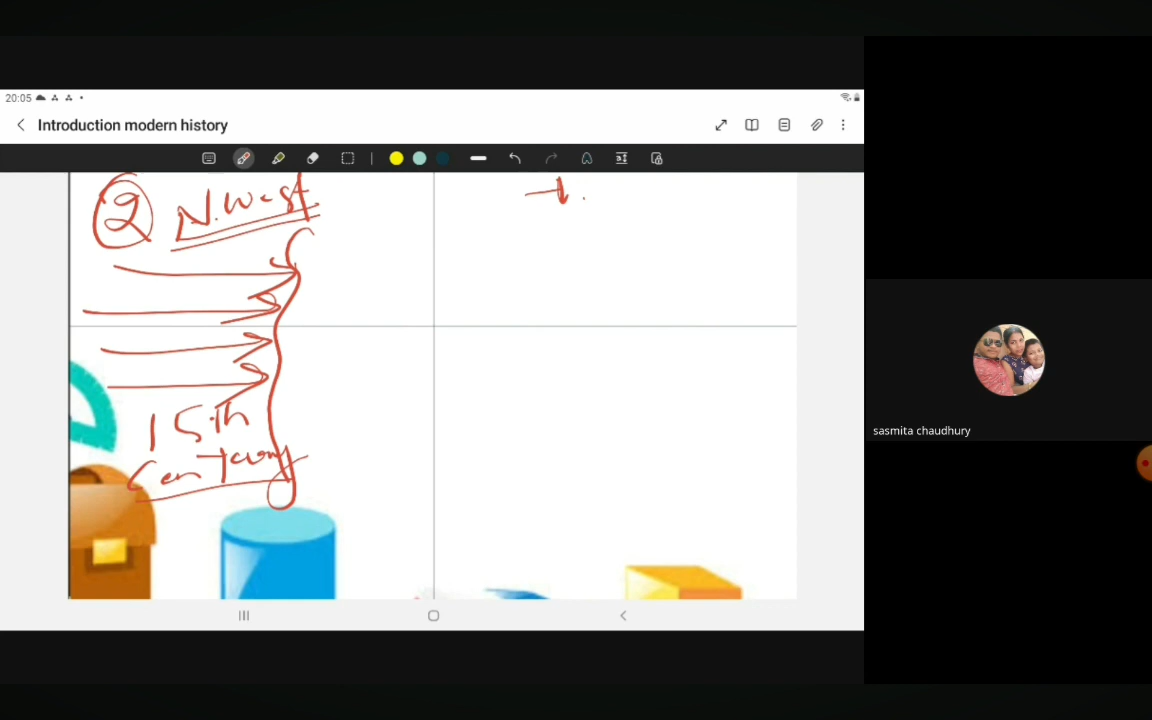 20:05
Introduction modern history
② N.West
15th
Century
sasmita chaudhury